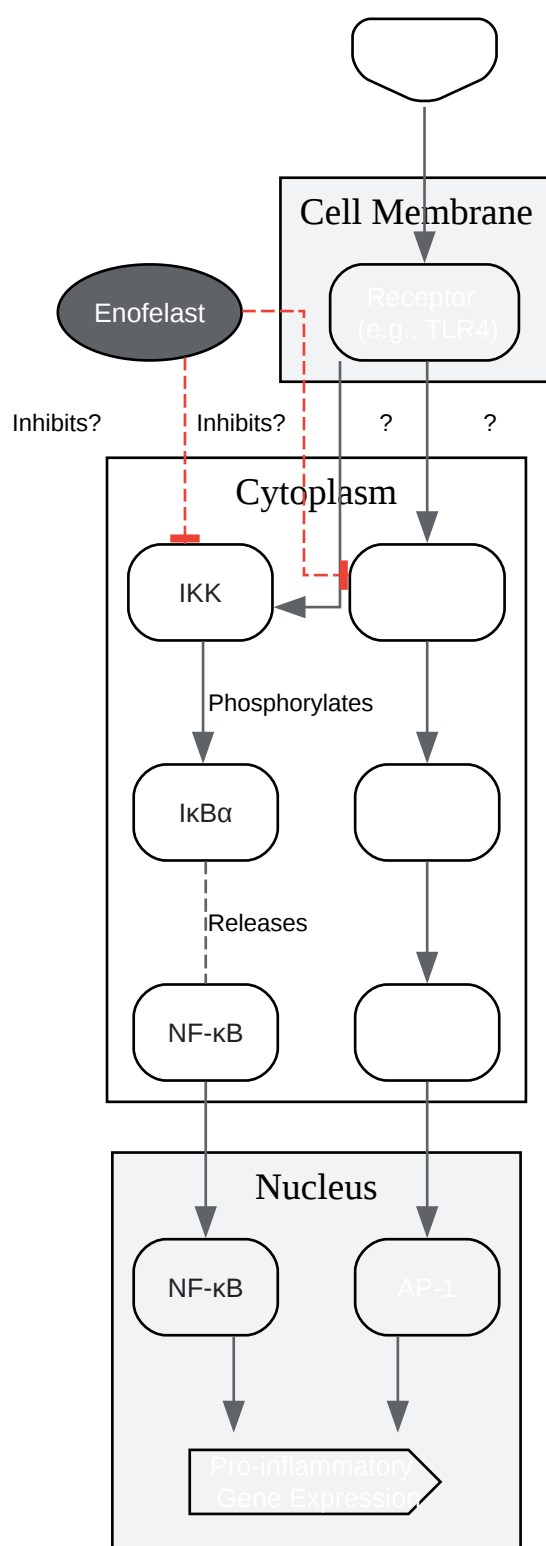 Cell Membrane
Receptor
(e.g., TLR4)
Enofelast
Inhibits?
Inhibits?
?
?
Cytoplasm
IKK
Phosphorylates
IκBα
Releases
NF-κB
Nucleus
NF-κB
AP-1
Pro-inflammatory
Gene Expression